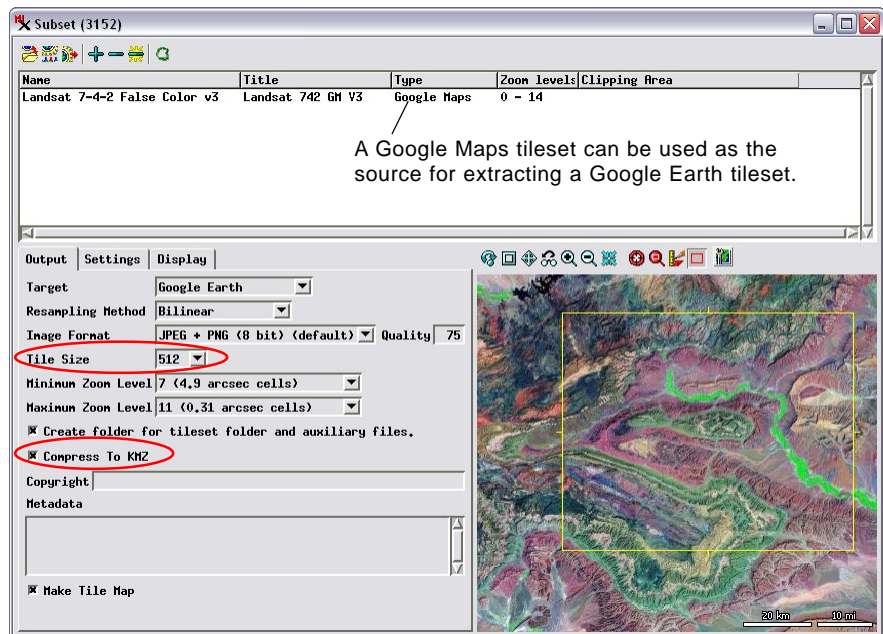 Subset (3152)
Name Title Type Zoom levels Clipping Area
Landsat 7-4-2 False Color v3 Landsat 742 GM V3 Google Maps 0 - 14
A Google Maps tileset can be used as the
source for extracting a Google Earth tileset.
Output Settings Display
Target Google Earth
Resampling Method Bilinear
Image Format JPEG + PNG (8 bit) (default) Quality 75
Tile Size 512
Minimum Zoom Level 7 (4.9 arcsec cells)
Maximum Zoom Level 11 (0.31 arcsec cells)
Create folder for tileset folder and auxiliary files.
Compress To KMZ
Copyright
Metadata
Make Tile Map
20 km 10 mi